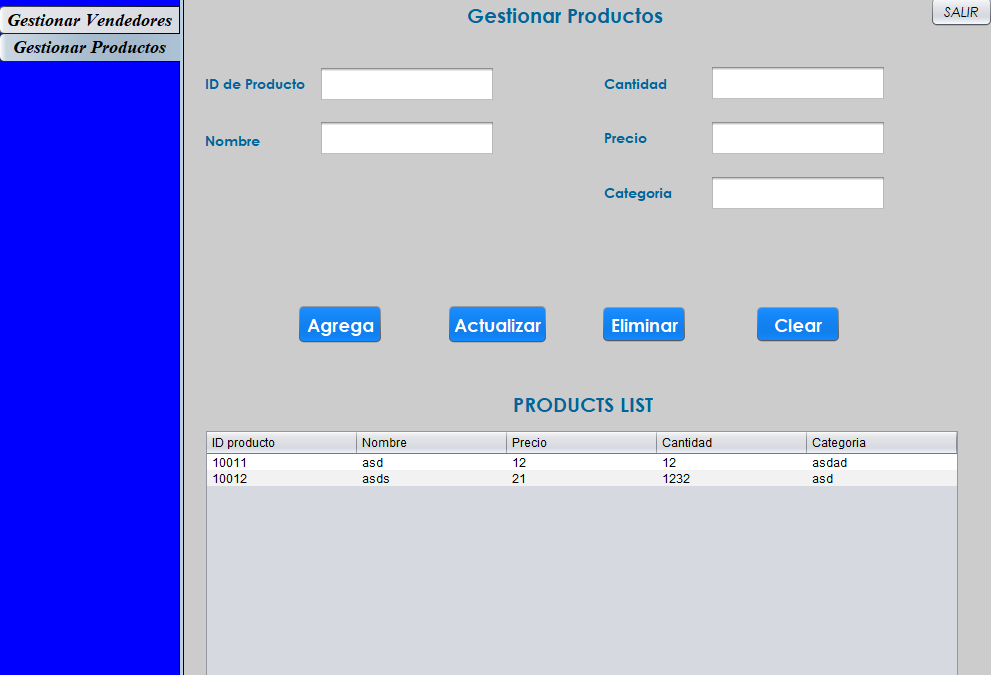 Gestionar Vendedores
Gestionar Productos
Gestionar Productos
SALIR
ID de Producto
Cantidad
Nombre
Precio
Categoria
Agrega
Actualizar
Eliminar
Clear
PRODUCTS LIST
ID producto Nombre Precio Cantidad Categoria
10011 asd 12 12 asdad
10012 asds 21 1232 asd